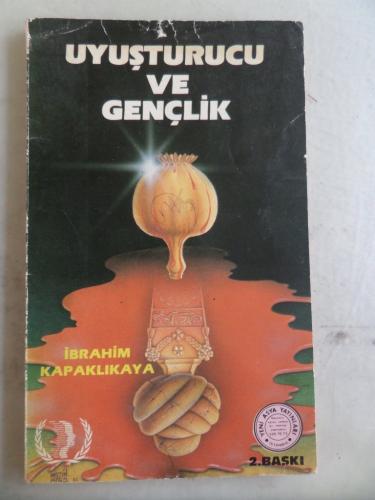 UYUŞTURUCU
VE
GENÇLİK
İBRAHİM
KAPAKLIKAYA
YENİ ASYA YAYINLARI
2.BASKI